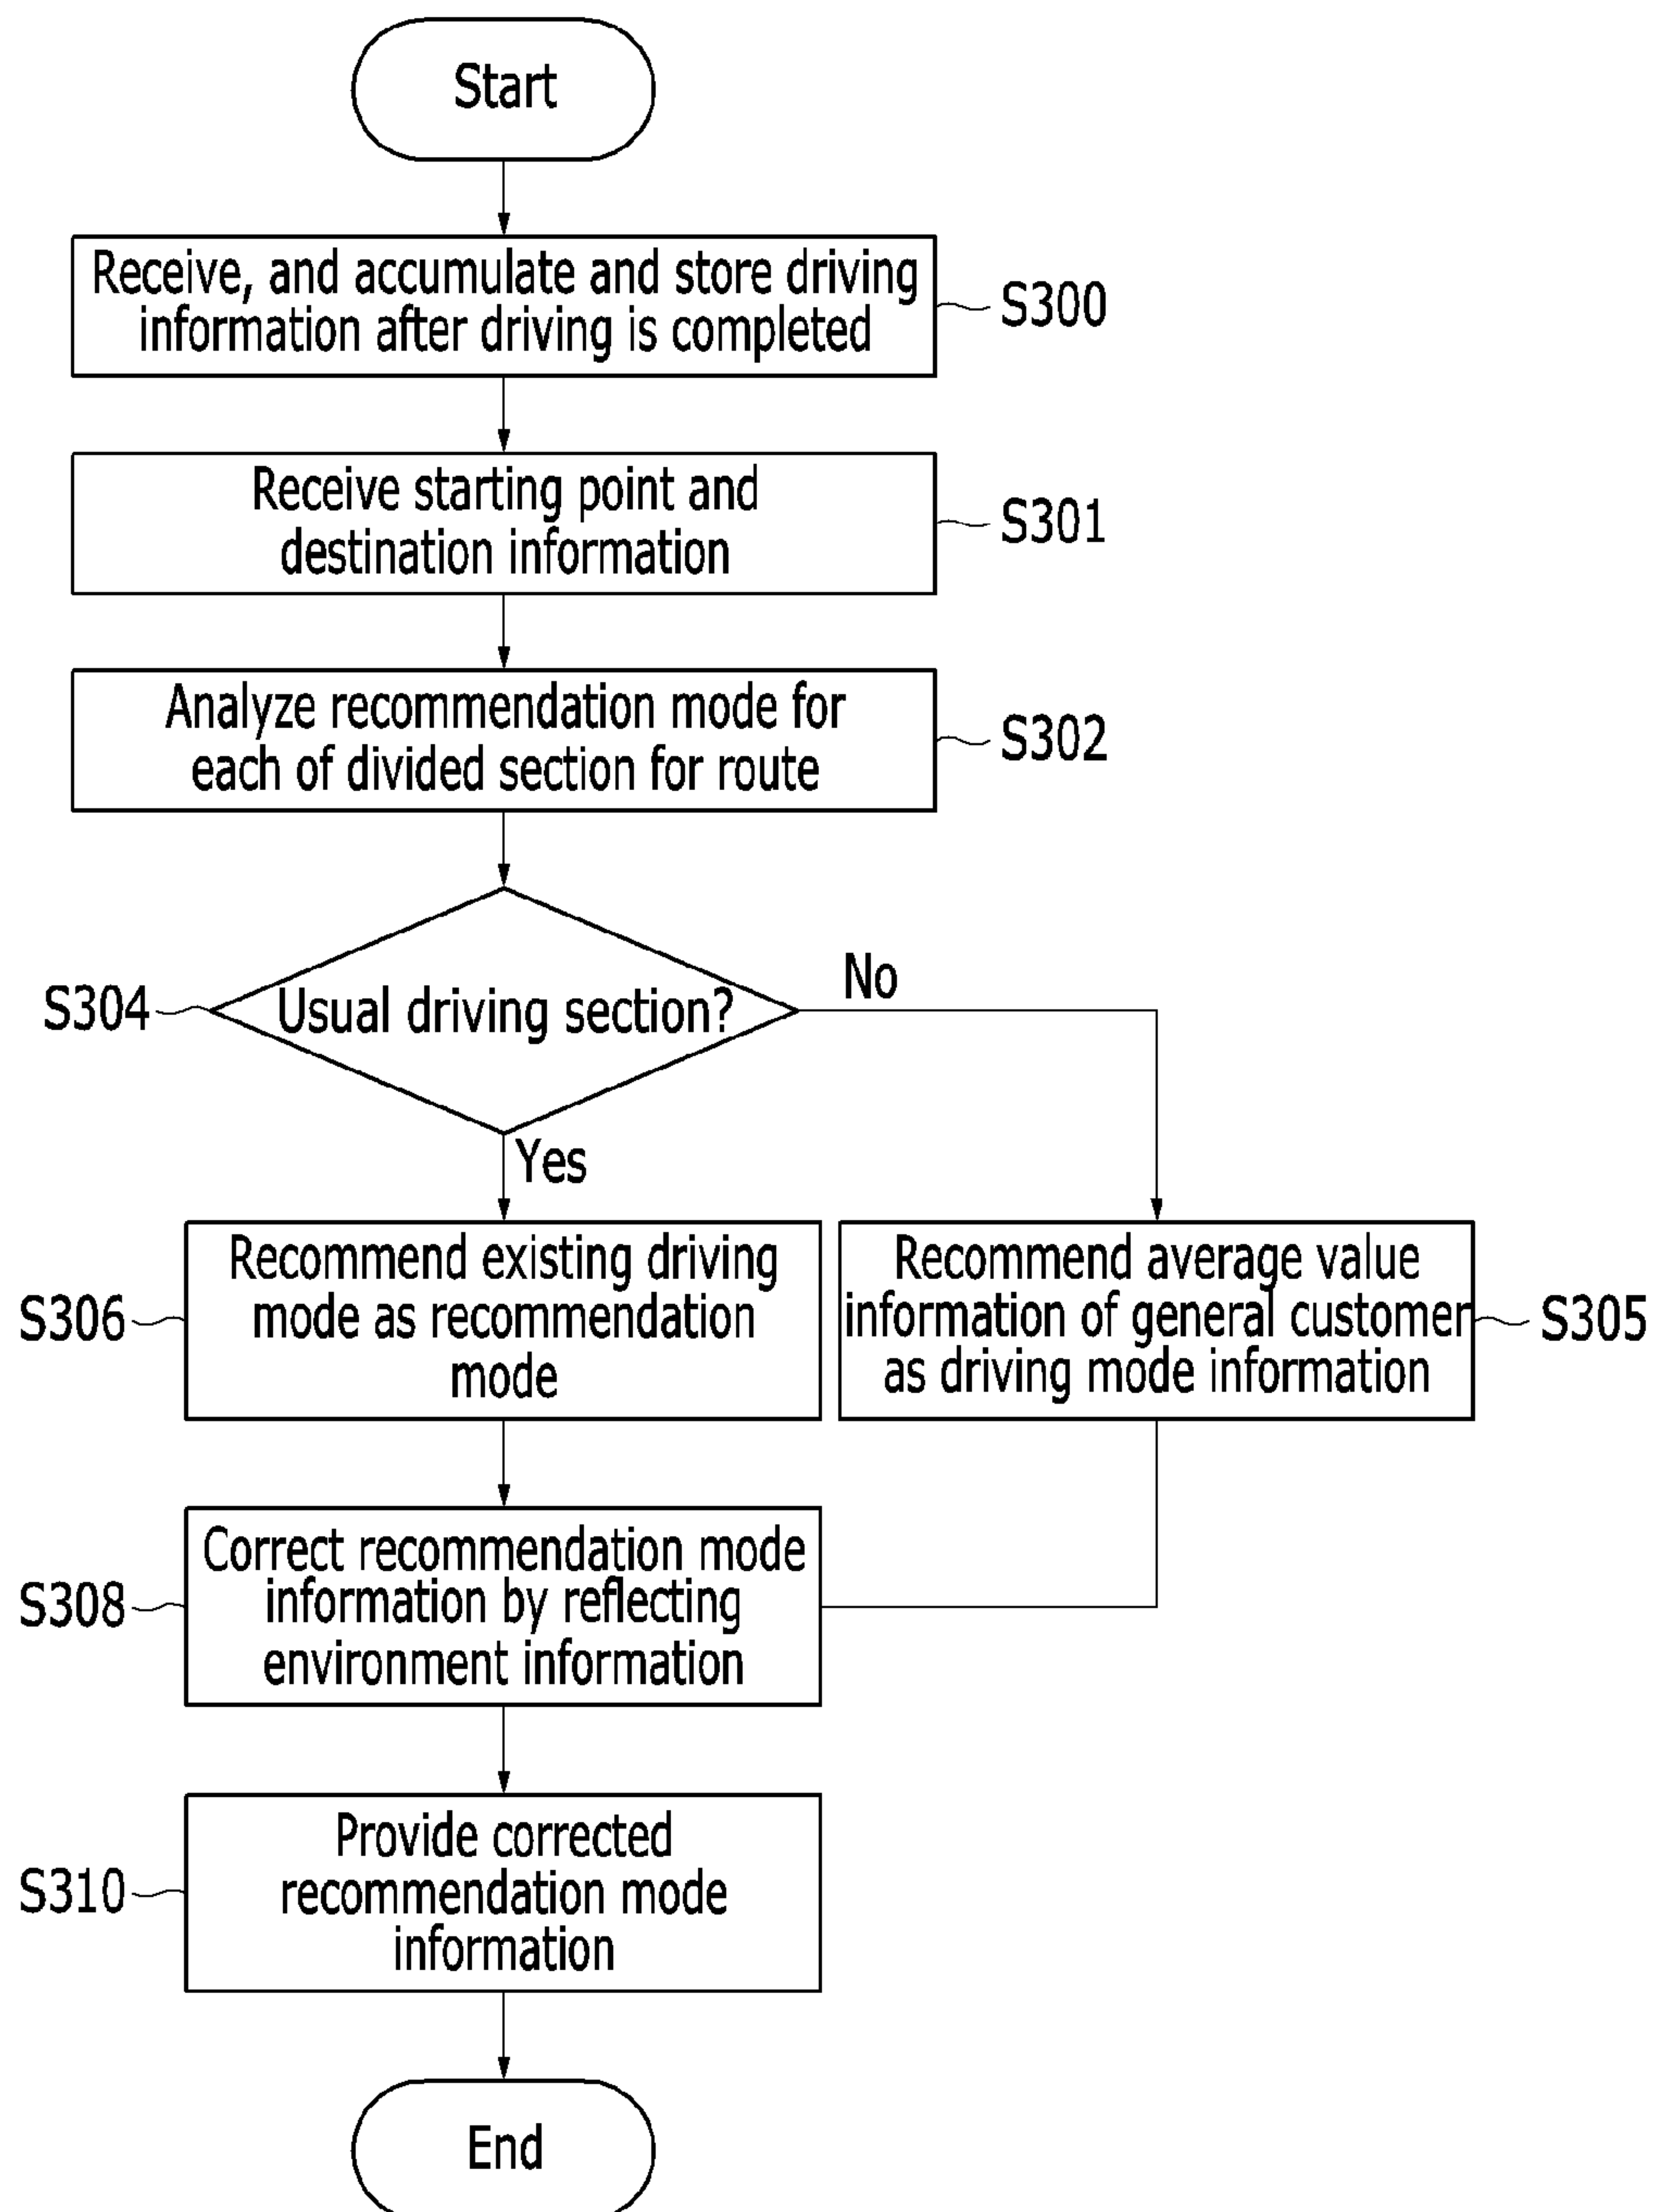 Start
Receive, and accumulate and store driving
information after driving is completed
S300
Receive starting point and
destination information
S301
Analyze recommendation mode for
each of divided section for route
S302
S304
Usual driving section?
No
Yes
S306
Recommend existing driving
mode as recommendation
mode
Recommend average value
information of general customer
as driving mode information
S305
S308
Correct recommendation mode
information by reflecting
environment information
S310
Provide corrected
recommendation mode
information
End